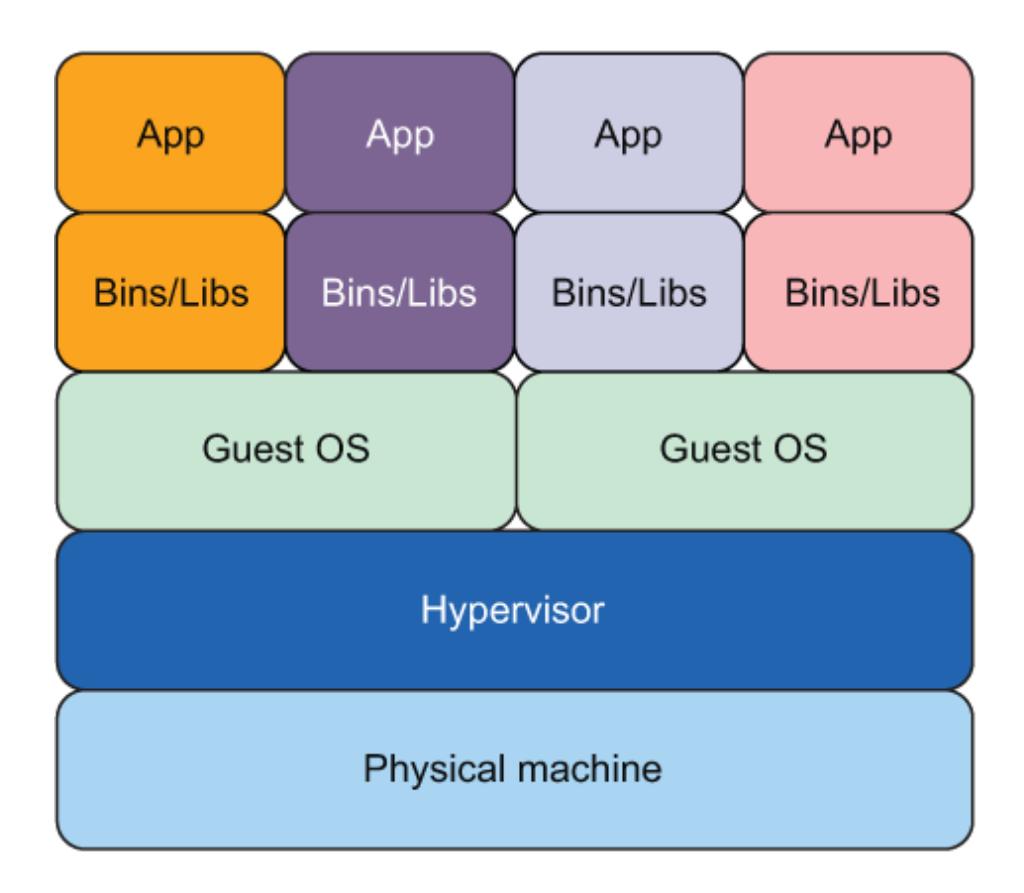 App
App
App
App
Bins/Libs
Bins/Libs
Bins/Libs
Bins/Libs
Guest OS
Guest OS
Hypervisor
Physical machine